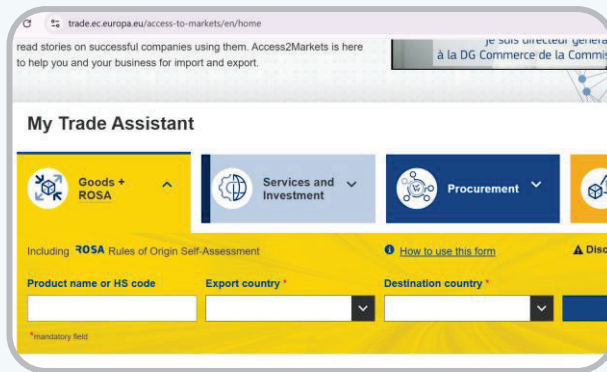 trade.ec.europa.eu/access-to-markets/en/home
read stories on successful companies using them. Access2Markets is here
to help you and your business for import and export.
je suis directeur
à la DG Commerce de la
My Trade Assistant
Goods +
ROSA
Services and
Investment
Procurement
Including ROSA Rules of Origin Self-Assessment
How to use this form
Product name or HS code
Export country *
Destination country *
*mandatory field